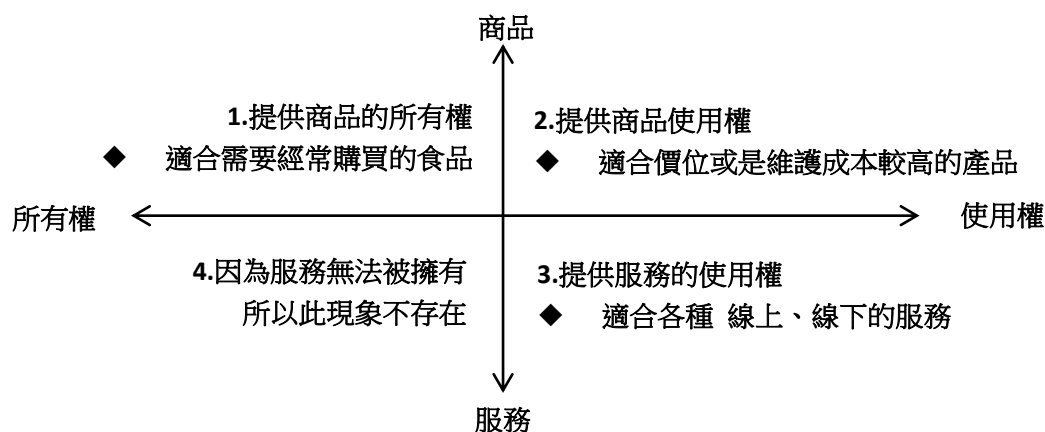 商品
1.提供商品的所有權
◆ 適合需要經常購買的食品
2.提供商品使用權
◆ 適合價位或是維護成本較高的產品
所有權
使用權
4.因為服務無法被擁有
所以此現象不存在
3.提供服務的使用權
◆ 適合各種 線上、線下的服務
服務